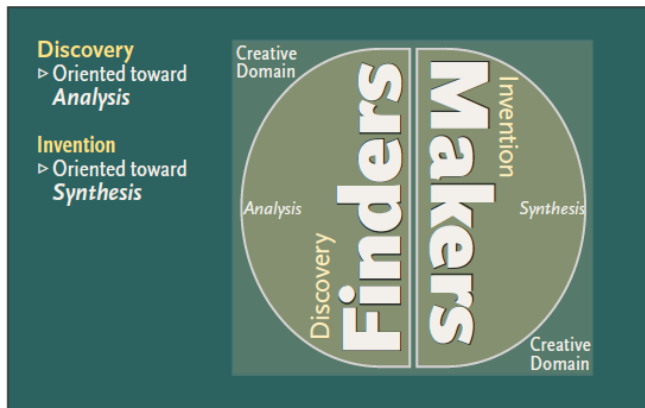 Discovery
▹ Oriented toward
Analysis
Invention
▹ Oriented toward
Synthesis
Creative
Domain
Analysis
Discovery
Finders
Makers
Invention
Synthesis
Creative
Domain